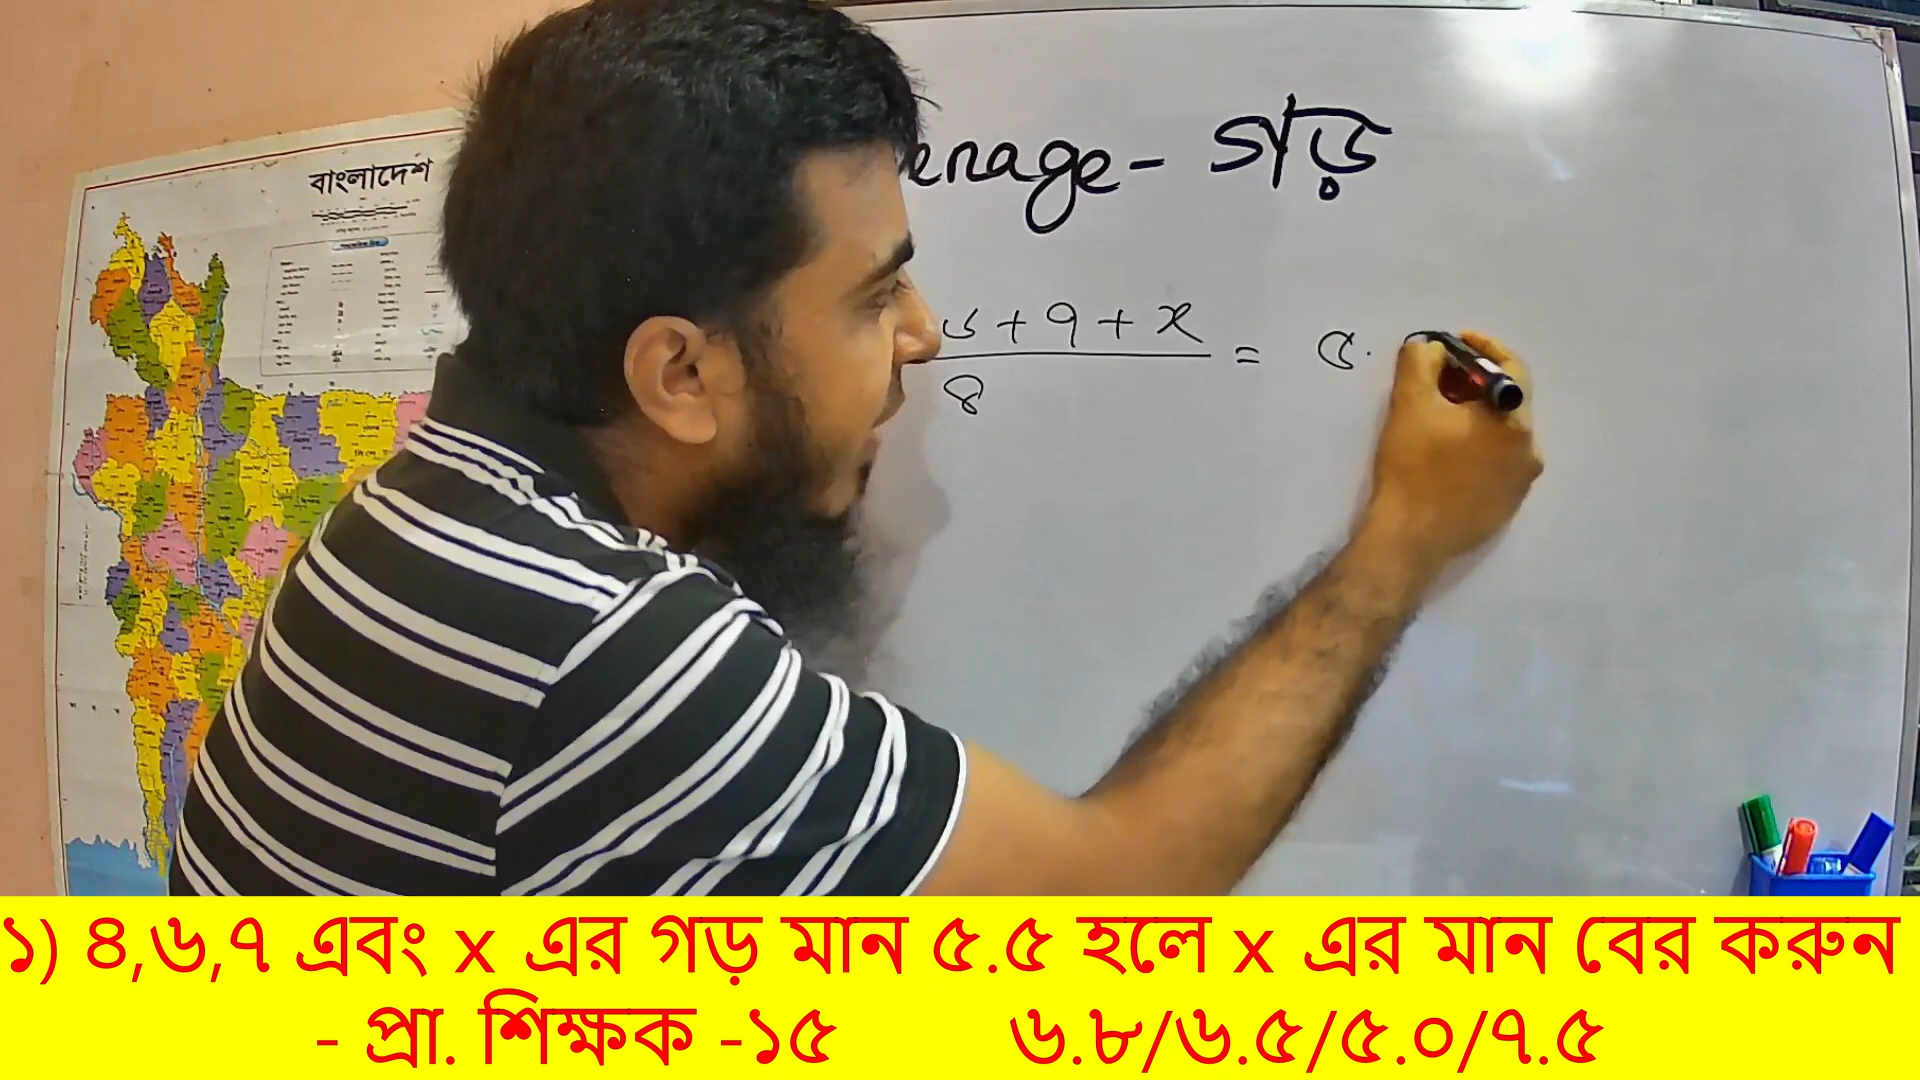 বাংলাদেশ
erage - গড়
৬ + ৭ + x
= ৫.
৪
১) ৪,৬,৭ এবং x এর গড় মান ৫.৫ হলে x এর মান বের করুন
- প্রা. শিক্ষক -১৫ ৬.৮/৬.৫/৫.০/৭.৫